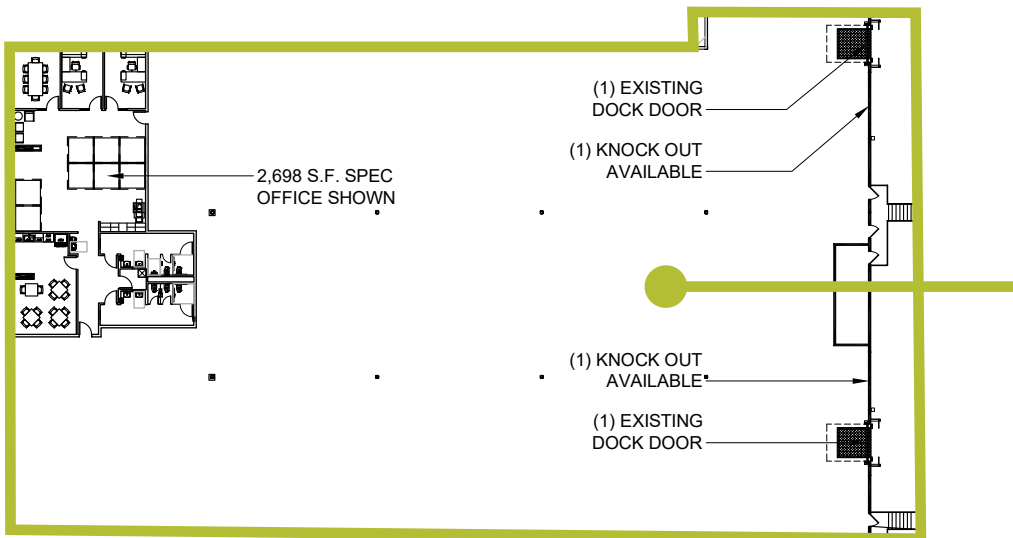 (1) EXISTING
DOCK DOOR
(1) KNOCK OUT
AVAILABLE
2,698 S.F. SPEC
OFFICE SHOWN
(1) KNOCK OUT
AVAILABLE
(1) EXISTING
DOCK DOOR